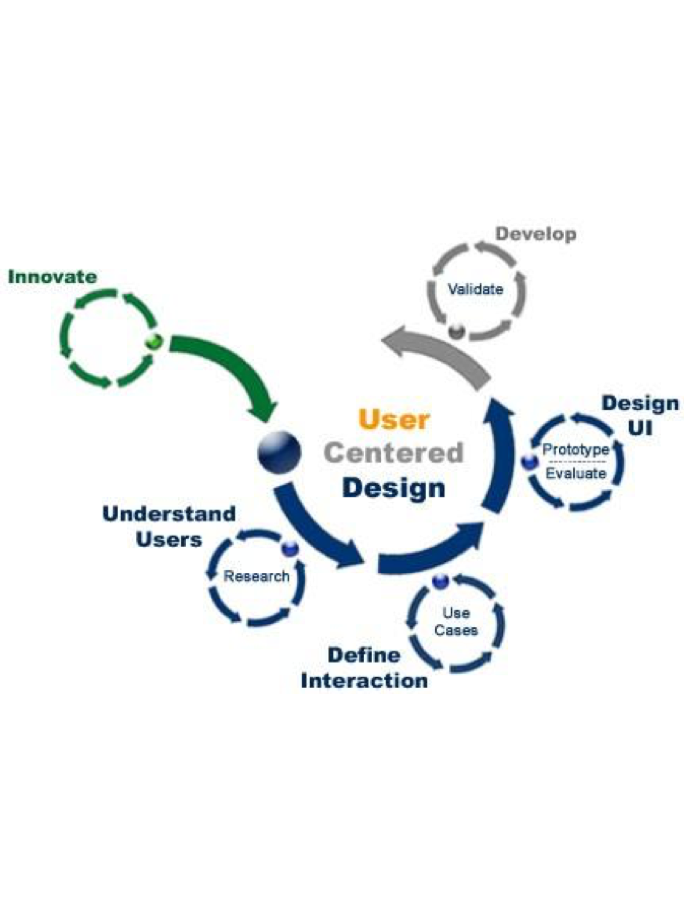 Innovate
Develop
Validate
User
Centered
Design
Design
UI
Prototype
Evaluate
Understand
Users
Research
Use
Cases
Define
Interaction